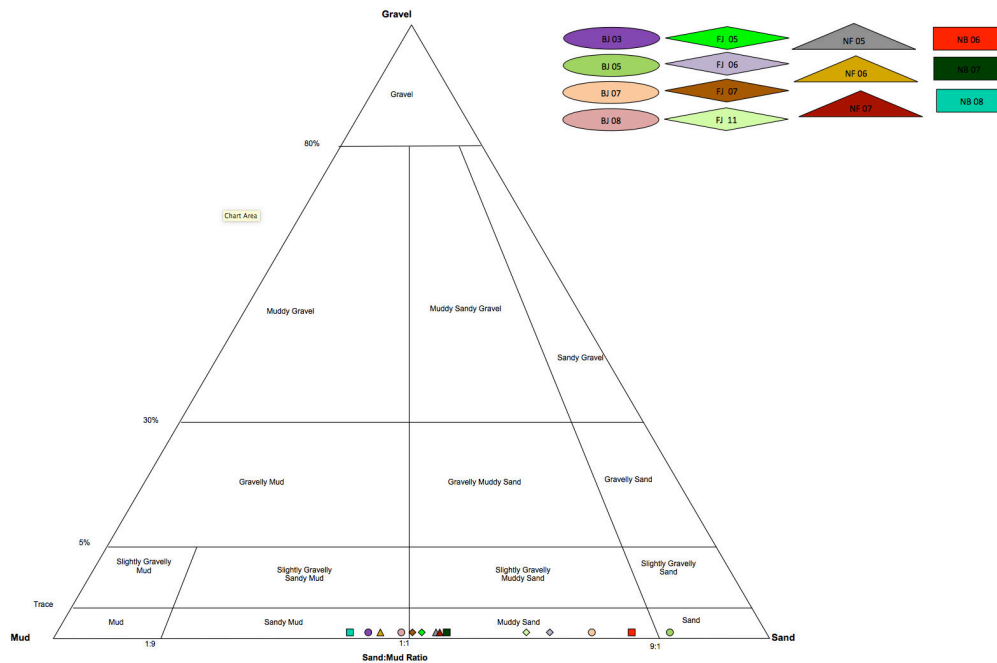 Gravel
BJ 03
FJ 05
NF 05
NB 06
BJ 05
FJ 06
NF 06
NB 07
BJ 07
FJ 07
NF 07
NB 08
BJ 08
FJ 11
Gravel
80%
Chart Area
Muddy Gravel
Muddy Sandy Gravel
Sandy Gravel
30%
Gravelly Mud
Gravelly Muddy Sand
Gravelly Sand
5%
Slightly Gravelly
Mud
Slightly Gravelly
Sandy Mud
Slightly Gravelly
Muddy Sand
Slightly Gravelly
Sand
Trace
Mud
Sandy Mud
Muddy Sand
Sand
Mud
Sand
1:9
1:1
9:1
Sand:Mud Ratio